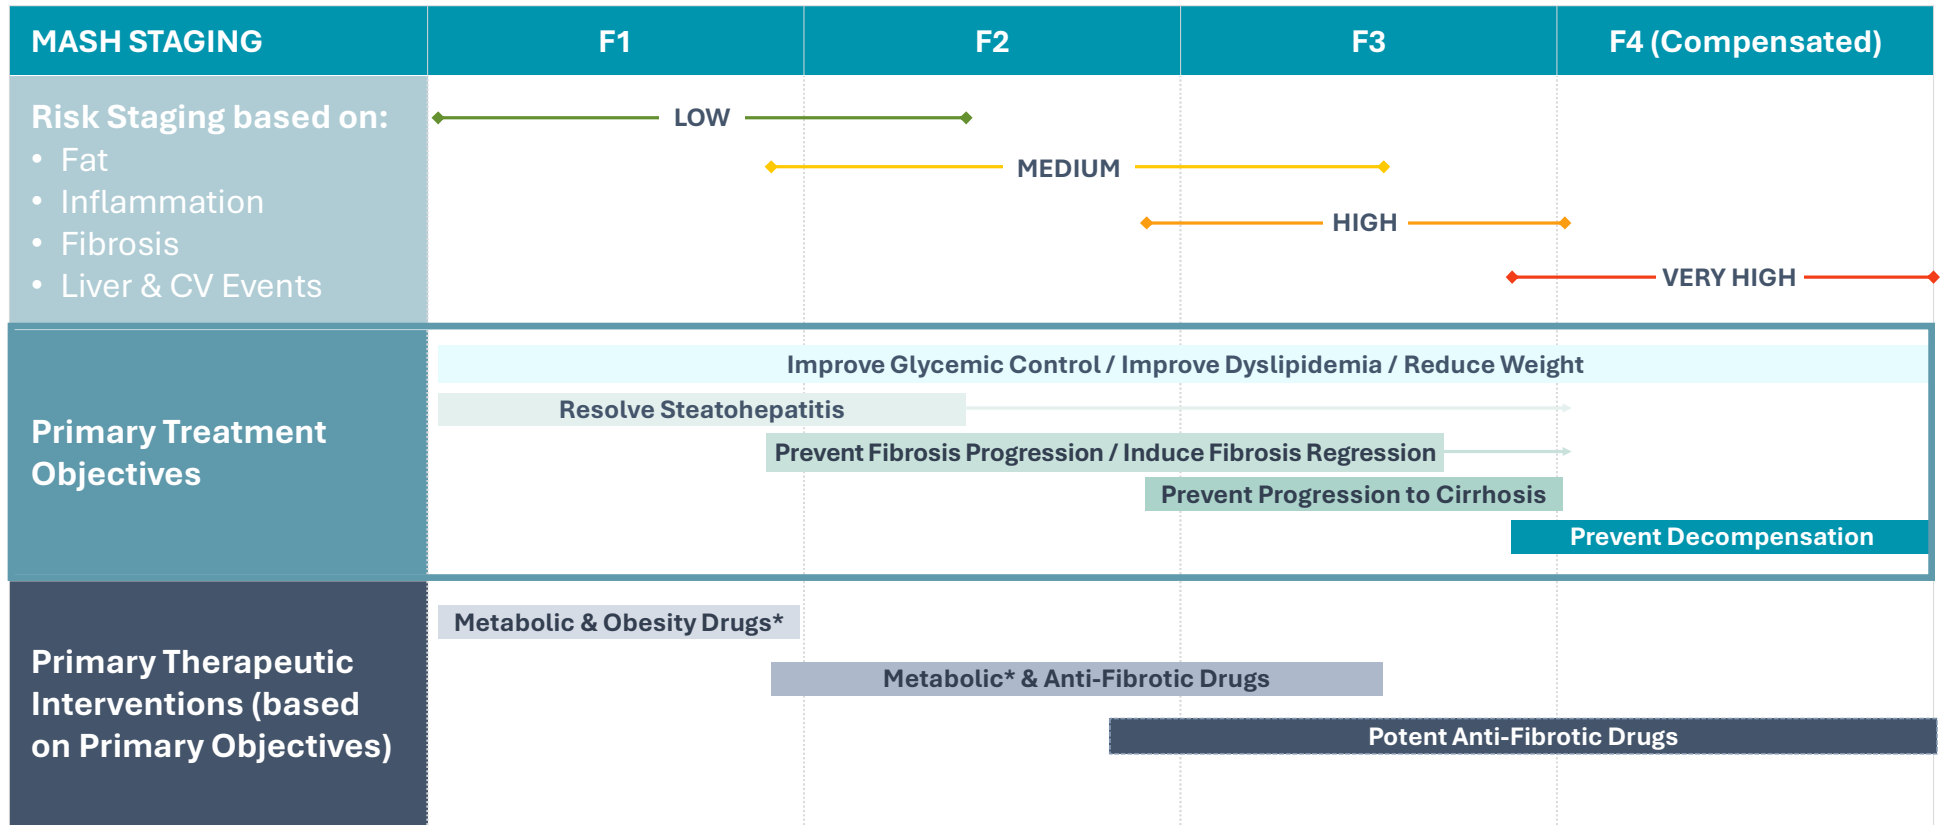 MASH STAGING
F1
F2
F3
F4 (Compensated)
Risk Staging based on:
• Fat
• Inflammation
• Fibrosis
• Liver & CV Events
LOW
MEDIUM
HIGH
VERY HIGH
Primary Treatment
Objectives
Improve Glycemic Control / Improve Dyslipidemia / Reduce Weight
Resolve Steatohepatitis
Prevent Fibrosis Progression / Induce Fibrosis Regression
Prevent Progression to Cirrhosis
Prevent Decompensation
Primary Therapeutic
Interventions (based
on Primary Objectives)
Metabolic & Obesity Drugs*
Metabolic* & Anti-Fibrotic Drugs
Potent Anti-Fibrotic Drugs